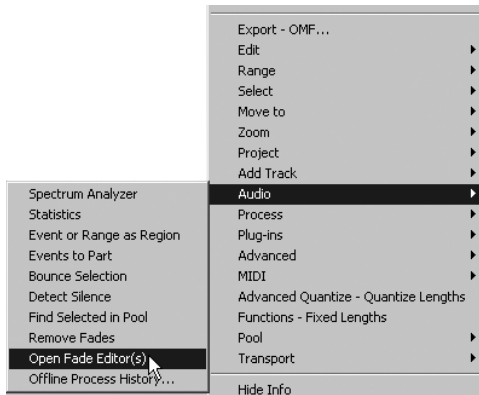 Export - OMF...
Edit
Range
Select
Move to
Zoom
Project
Add Track
Audio
Process
Plug-ins
Advanced
MIDI
Advanced Quantize - Quantize Lengths
Functions - Fixed Lengths
Pool
Transport
Hide Info
Spectrum Analyzer
Statistics
Event or Range as Region
Events to Part
Bounce Selection
Detect Silence
Find Selected in Pool
Remove Fades
Open Fade Editor(s)
Offline Process History...